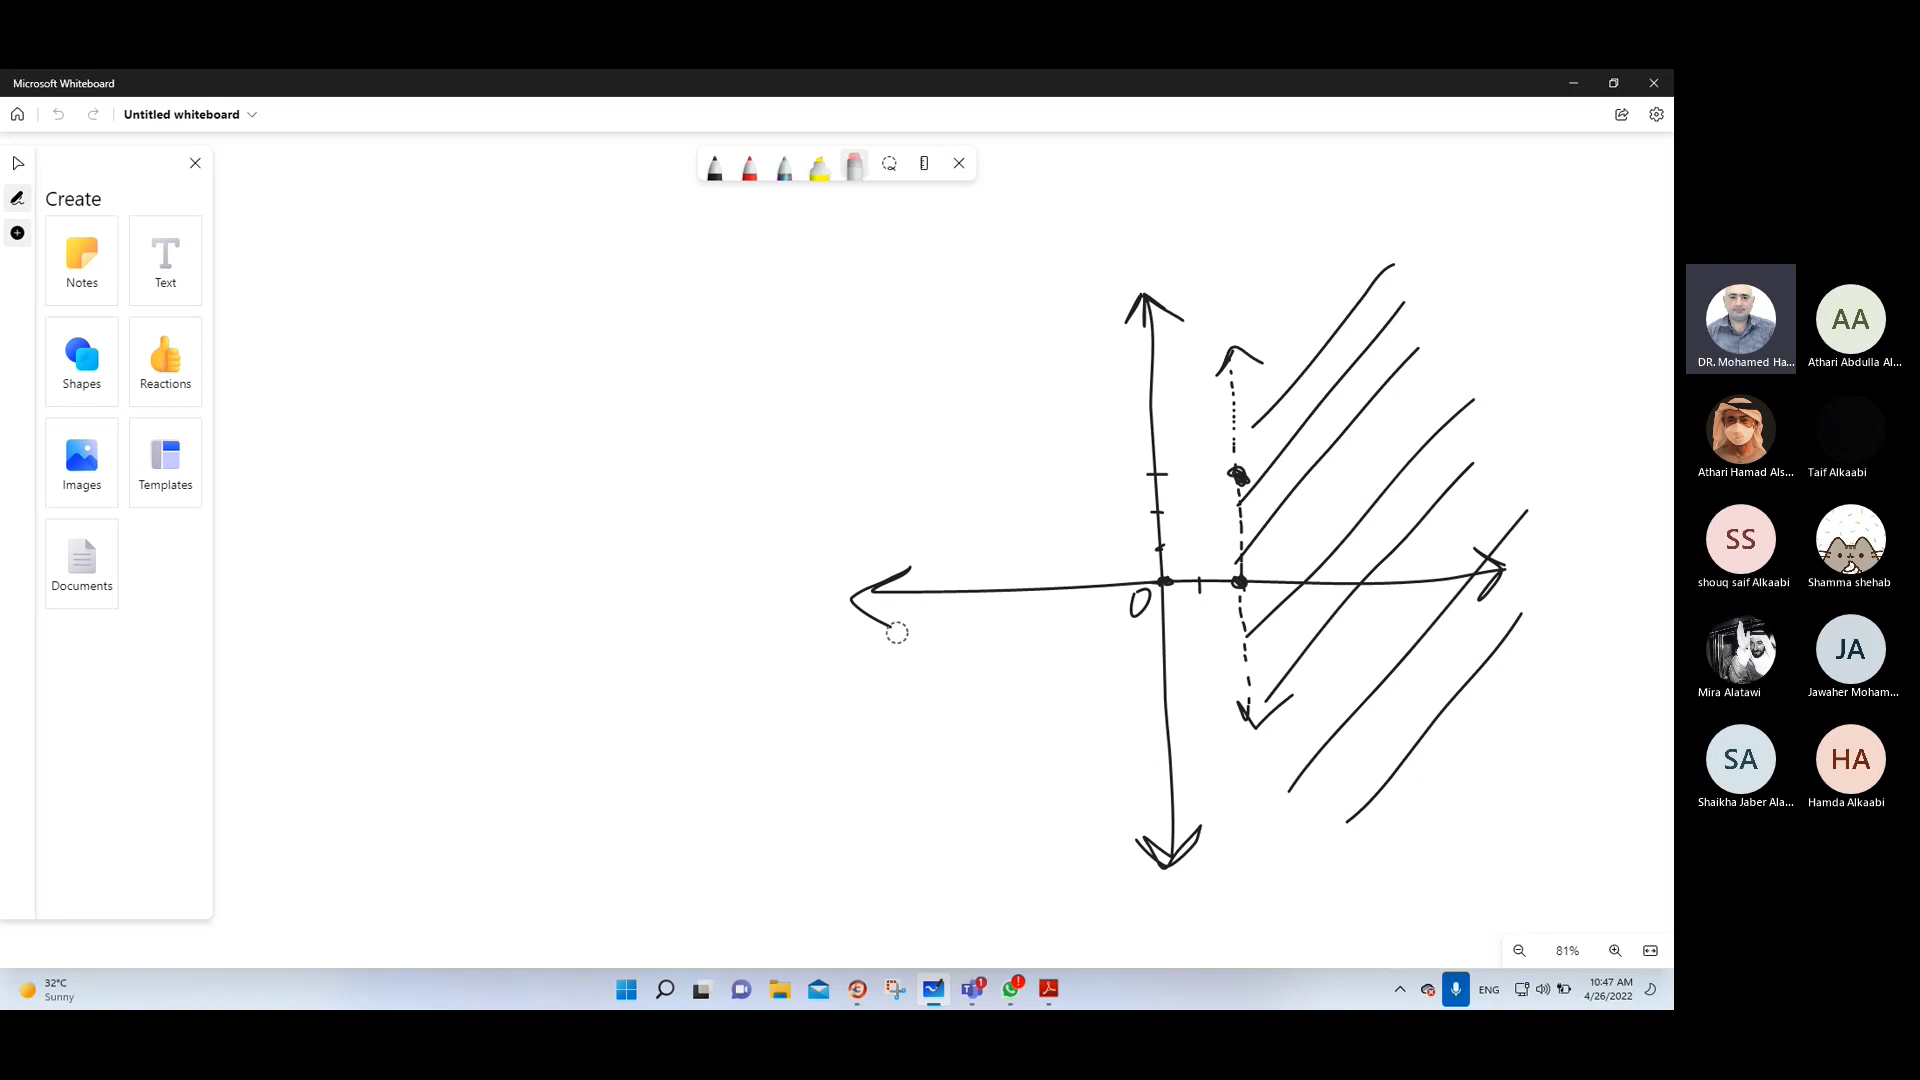 Microsoft Whiteboard
Untitled whiteboard
Create
Notes
Text
Shapes
Reactions
Images
Templates
Documents
0
81%
DR. Mohamed Ha...
AA
Athari Abdulla Al...
Athari Hamad Als...
Taif Alkaabi
SS
shouq saif Alkaabi
Shamma shehab
Mira Alatawi
JA
Jawaher Moham...
SA
Shaikha Jaber Ala...
HA
Hamda Alkaabi
32°C
Sunny
1
!
ENG
10:47 AM
4/26/2022